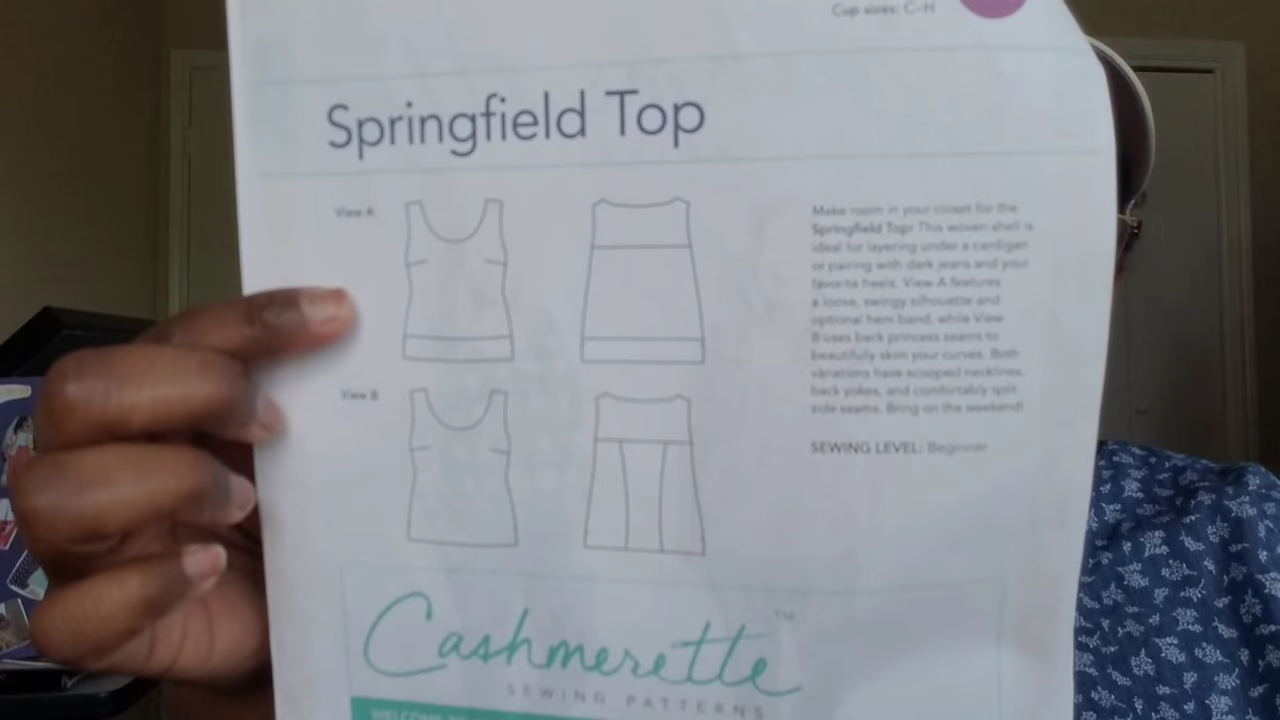 Cup sizes: C–H
Springfield Top
View A
Make room in your closet for the
Springfield Top! This woven shell is
ideal for layering under a cardigan
or pairing with dark jeans and your
favorite heels. View A features
a loose, swingy silhouette and
optional hem band, while View
B uses back princess seams to
beautifully skim your curves. Both
variations have scooped necklines,
back yokes, and comfortably split
side seams. Bring on the weekend!
View B
SEWING LEVEL: Beginner
Cashmerette™
SEWING PATTERNS
WELCOME TO